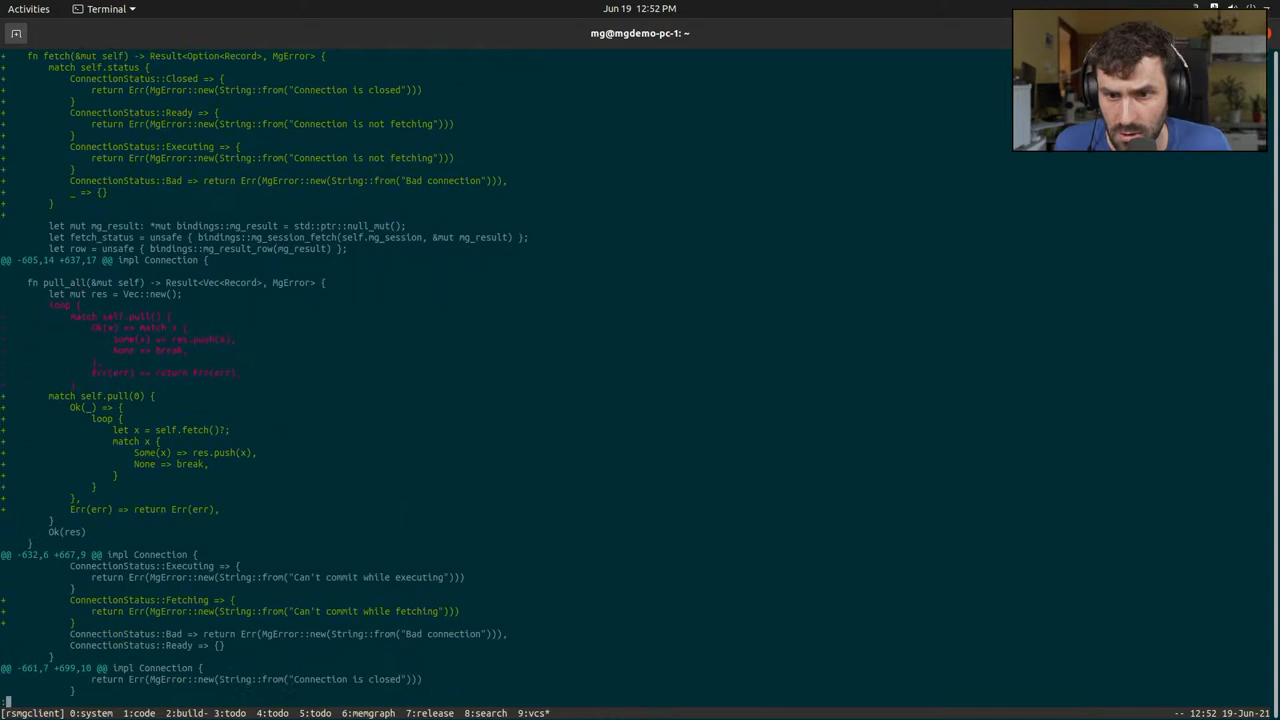 Activities
Terminal
Jun 19 12:52 PM
mg@mgdemo-pc-1: ~
+    fn fetch(&mut self) -> Result<Option<Record>, MgError> {
+        match self.status {
+            ConnectionStatus::Closed => {
+                return Err(MgError::new(String::from("Connection is closed")))
+            }
+            ConnectionStatus::Ready => {
+                return Err(MgError::new(String::from("Connection is not fetching")))
+            }
+            ConnectionStatus::Executing => {
+                return Err(MgError::new(String::from("Connection is not fetching")))
+            }
+            ConnectionStatus::Bad => return Err(MgError::new(String::from("Bad connection"))),
+            _ => {}
+        }
+
         let mut mg_result: *mut bindings::mg_result = std::ptr::null_mut();
         let fetch_status = unsafe { bindings::mg_session_fetch(self.mg_session, &mut mg_result) };
         let row = unsafe { bindings::mg_result_row(mg_result) };
@@ -605,14 +637,17 @@ impl Connection {
     fn pull_all(&mut self) -> Result<Vec<Record>, MgError> {
         let mut res = Vec::new();
-        loop {
-            match self.pull() {
-                Ok(x) => match x {
-                    Some(x) => res.push(x),
-                    None => break,
-                },
-                Err(err) => return Err(err),
-            }
+        match self.pull(0) {
+            Ok(_) => {
+                loop {
+                    let x = self.fetch()?;
+                    match x {
+                        Some(x) => res.push(x),
+                        None => break,
+                    }
+                }
+            },
+            Err(err) => return Err(err),
         }
         Ok(res)
     }
@@ -632,6 +667,9 @@ impl Connection {
             ConnectionStatus::Executing => {
                 return Err(MgError::new(String::from("Can't commit while executing")))
             }
+            ConnectionStatus::Fetching => {
+                return Err(MgError::new(String::from("Can't commit while fetching")))
+            }
             ConnectionStatus::Bad => return Err(MgError::new(String::from("Bad connection"))),
             ConnectionStatus::Ready => {}
         }
@@ -661,7 +699,10 @@ impl Connection {
                 return Err(MgError::new(String::from("Connection is closed")))
             }
:
[rsmgclient] 0:system  1:code  2:build- 3:todo  4:todo  5:todo  6:memgraph  7:release  8:search  9:vcs* -- 12:52 19-Jun-21